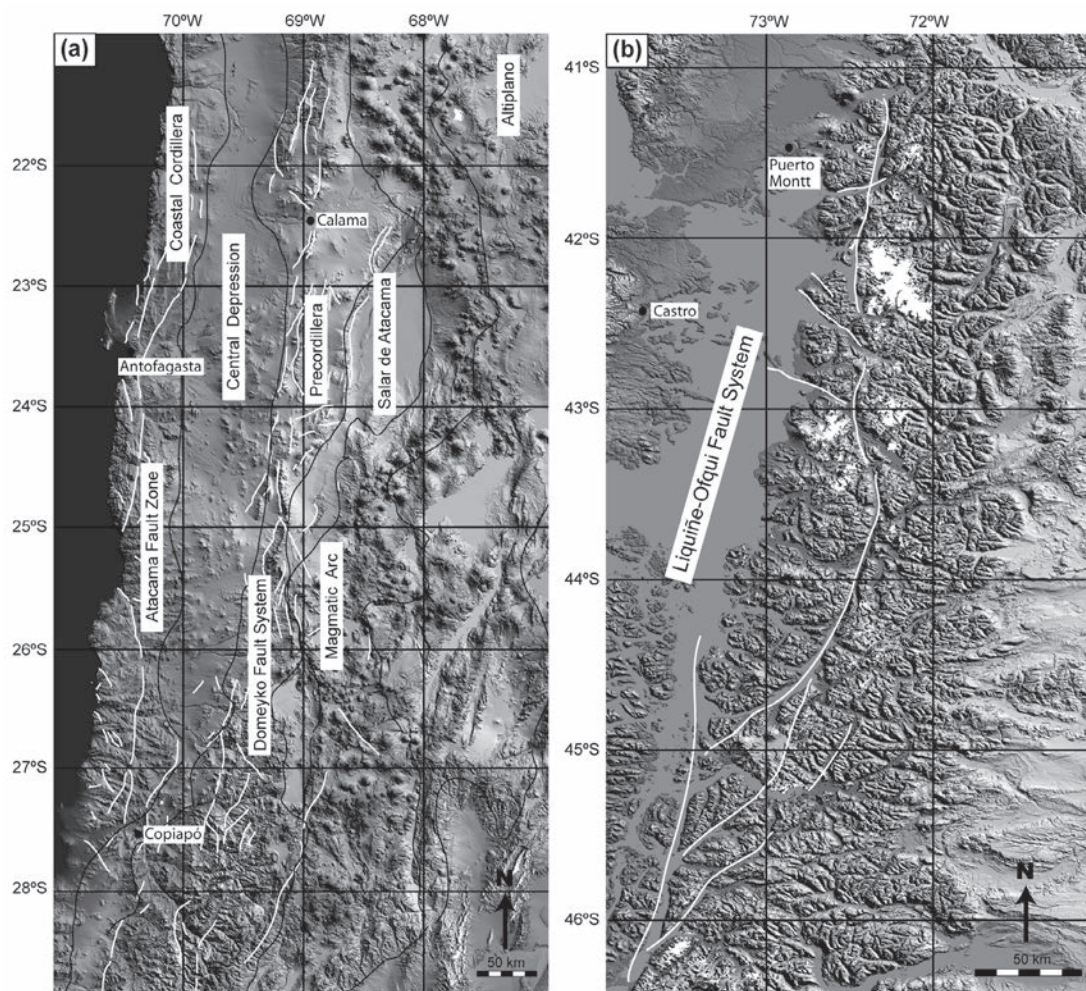 70ºW
69ºW
68ºW
(a)
Coastal Cordillera
Altiplano
22ºS
Calama
Central Depression
23ºS
Precordillera
Salar de Atacama
Antofagasta
24ºS
Atacama Fault Zone
25ºS
Domeyko Fault System
Magmatic Arc
26ºS
27ºS
Copiapó
28ºS
N
50 km
73ºW
72ºW
(b)
41ºS
Puerto
Montt
42ºS
Castro
Liquiñe-Ofqui Fault System
43ºS
44ºS
45ºS
46ºS
N
50 km